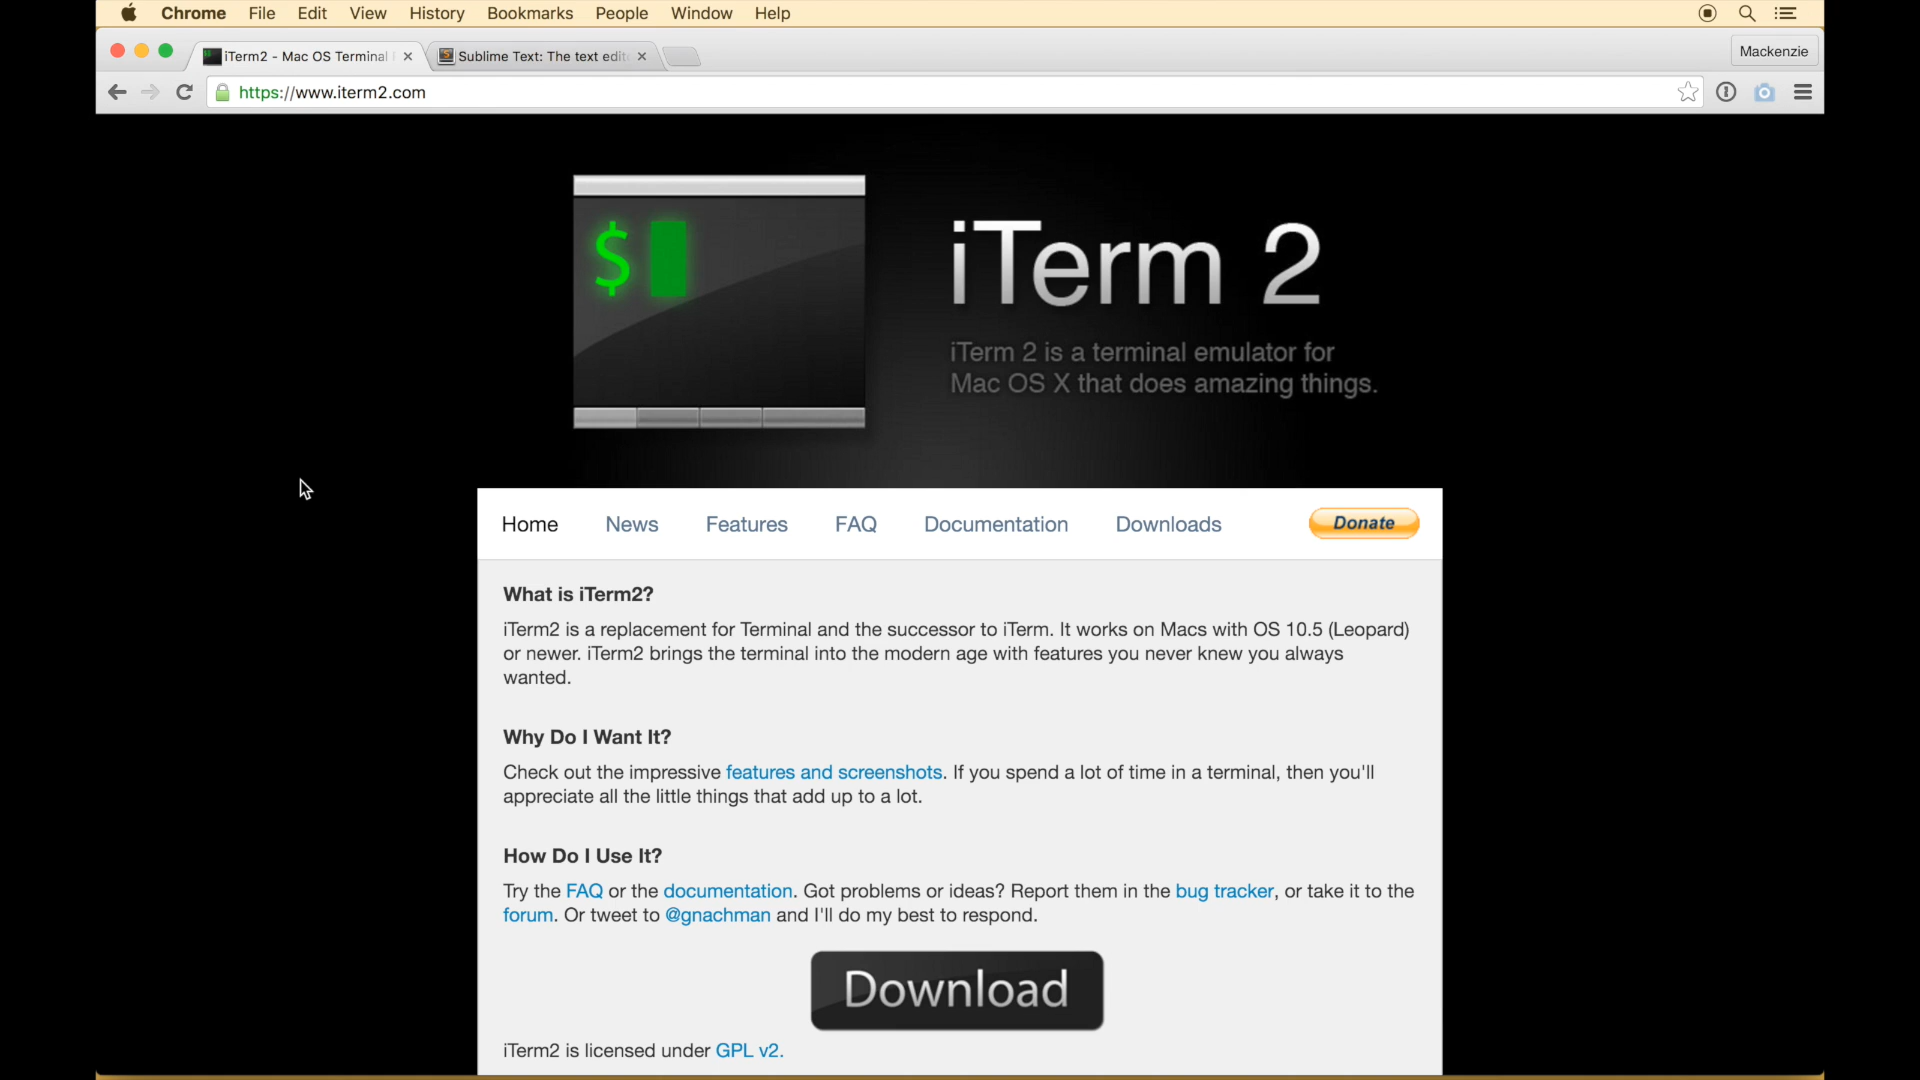 Chrome File Edit View History Bookmarks People Window Help
iTerm2 - Mac OS Terminal
Sublime Text: The text edit
Mackenzie
https://www.iterm2.com
$
iTerm 2
iTerm 2 is a terminal emulator for
Mac OS X that does amazing things.
Home News Features FAQ Documentation Downloads Donate
What is iTerm2?
iTerm2 is a replacement for Terminal and the successor to iTerm. It works on Macs with OS 10.5 (Leopard)
or newer. iTerm2 brings the terminal into the modern age with features you never knew you always
wanted.
Why Do I Want It?
Check out the impressive features and screenshots. If you spend a lot of time in a terminal, then you'll
appreciate all the little things that add up to a lot.
How Do I Use It?
Try the FAQ or the documentation. Got problems or ideas? Report them in the bug tracker, or take it to the
forum. Or tweet to @gnachman and I'll do my best to respond.
Download
iTerm2 is licensed under GPL v2.